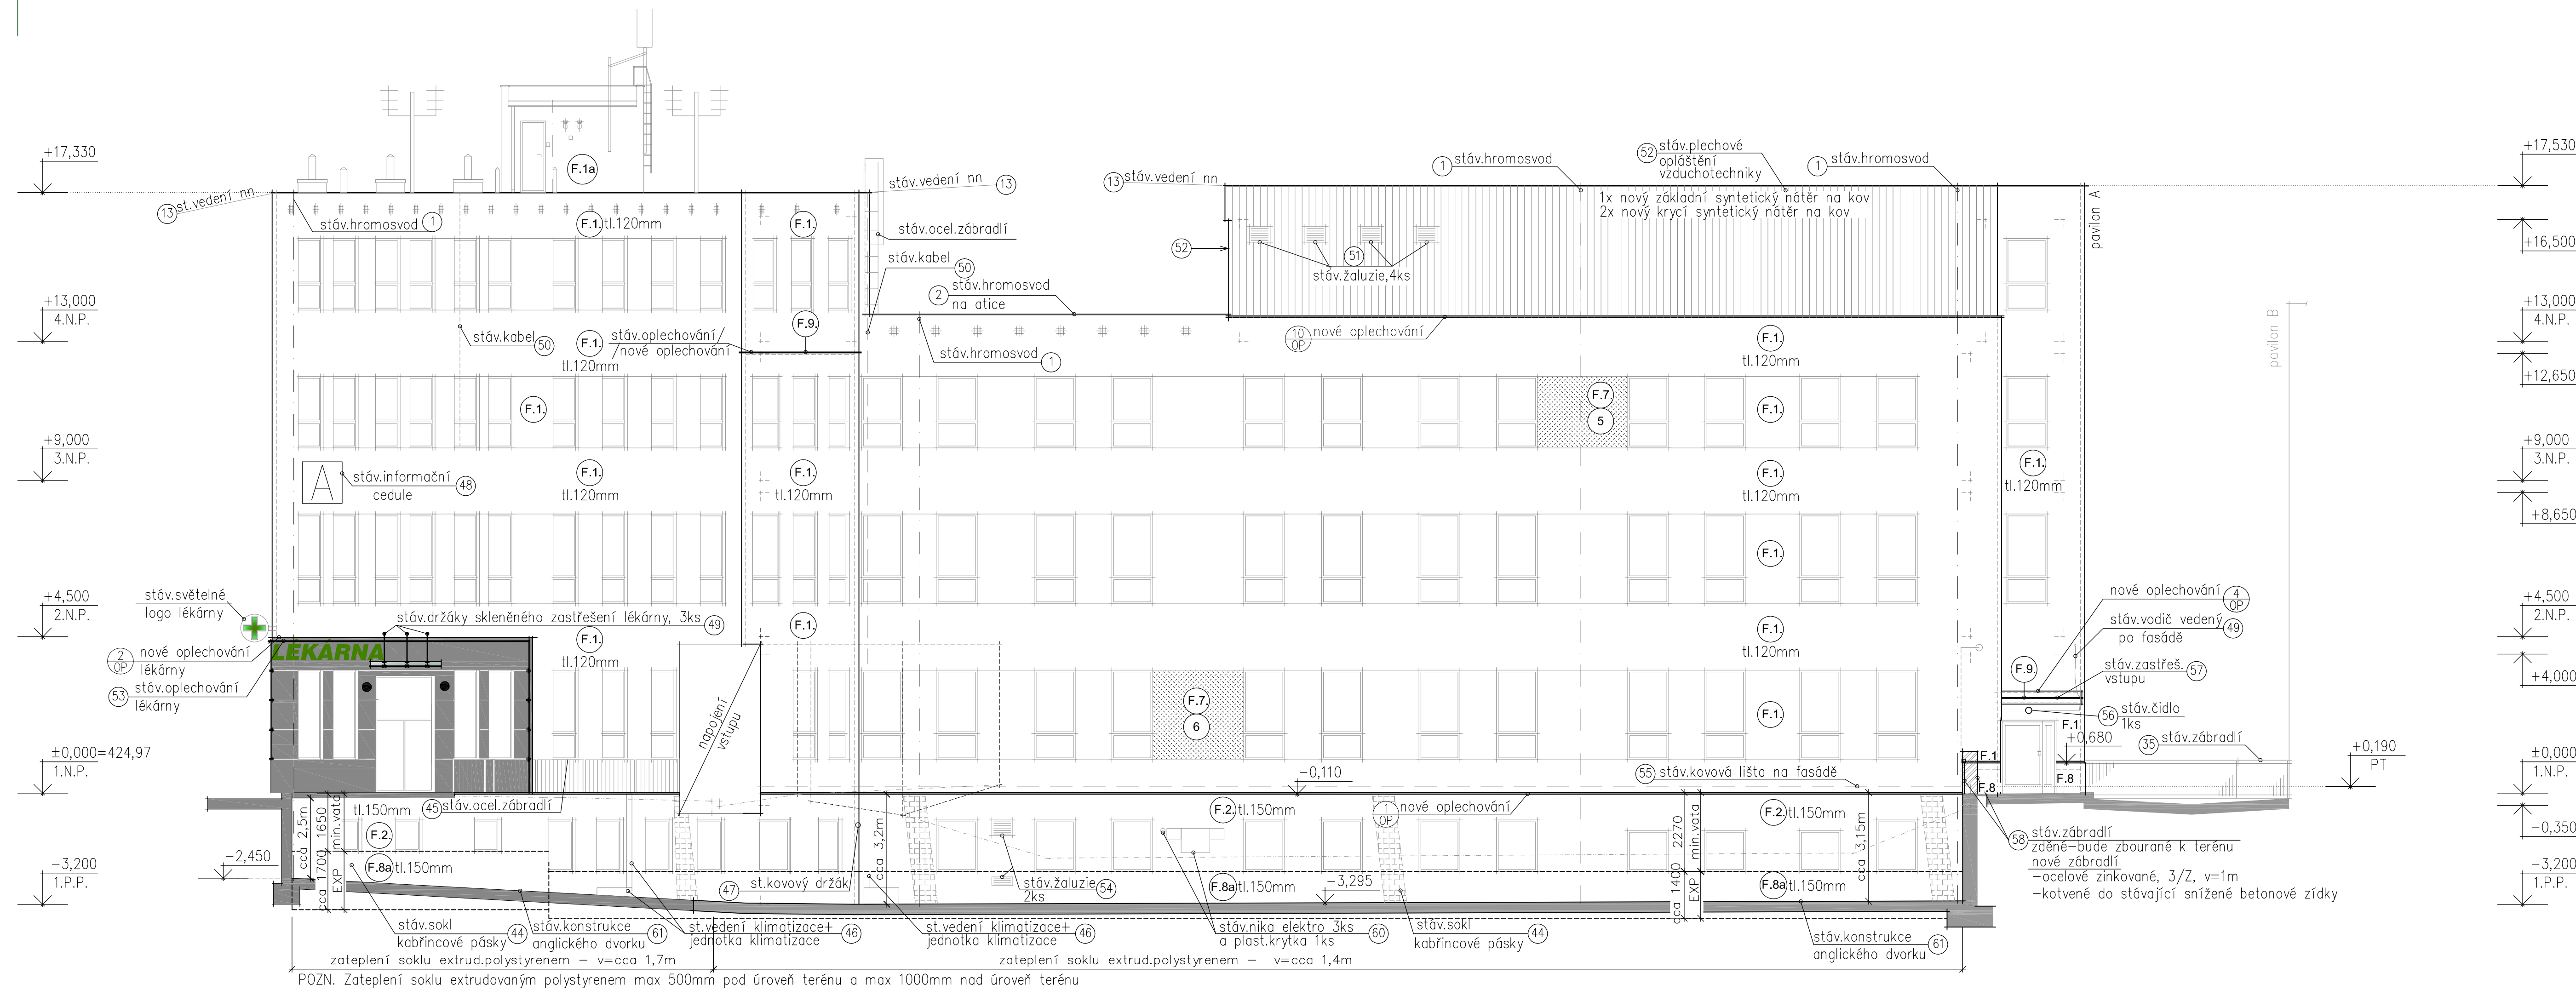 +17,330
F.1a
13
st.vedení nn
stáv.hromosvod 1
F.1.
tl.120mm
F.1.
stáv.vedení nn 13
stáv.ocel.zábradlí
stáv.kabel
50
13 stáv.vedení nn
1 stáv.hromosvod
52 stáv.plechové
opláštění
vzduchotechniky
1 stáv.hromosvod
1x nový základní syntetický nátěr na kov
2x nový krycí syntetický nátěr na kov
pavilon A
+17,530
+16,500
52
51
stáv.žaluzie,4ks
2 stáv.hromosvod
na atice
+13,000
4.N.P.
stáv.kabel 50
F.1.
tl.120mm
stáv.oplechování/
/nové oplechování
F.9.
stáv.hromosvod
1
10
OP
nové oplechování
F.1.
tl.120mm
+13,000
4.N.P.
+12,650
pavilon B
F.1.
F.7.
5
F.1.
+9,000
3.N.P.
A
stáv.informační
cedule
48
F.1.
tl.120mm
F.1.
tl.120mm
F.1.
tl.120mm
F.1.
tl.120mm
+9,000
3.N.P.
+8,650
F.1.
+4,500
2.N.P.
stáv.světelné
logo lékárny
stáv.držáky skleněného zastřešení lékárny, 3ks 49
F.1.
tl.120mm
F.1.
F.1.
tl.120mm
nové oplechování
4
OP
stáv.vodič vedený
po fasádě
49
+4,500
2.N.P.
+4,000
2
OP
nové oplechování
lékárny
53 stáv.oplechování
lékárny
LÉKÁRNA
napojení
vstupu
F.7.
6
F.1.
F.9.
stáv.zastřeš.
vstupu
57
56 stáv.čidlo
1ks
F.1
+0,680
35 stáv.zábradlí
+0,190
PT
±0,000=424,97
1.N.P.
±0,000
1.N.P.
F.1
F.8
F.8
-0,110
55 stáv.kovová lišta na fasádě
45 stáv.ocel.zábradlí
tl.150mm
F.2.
F.8a tl.150mm
cca 2,5m
cca 1700
1650
EXP
min.vata
cca 3,2m
F.2. tl.150mm
1
OP
nové oplechování
F.2. tl.150mm
2270
min.vata
cca 1400
EXP
cca 3,15m
-0,350
-2,450
-3,200
1.P.P.
47 st.kovový držák
stáv.žaluzie
2ks
54
F.8a tl.150mm
-3,295
F.8a tl.150mm
58 stáv.zábradlí
zděné-bude zbourané k terénu
nové zábradlí
-ocelové zinkované, 3/Z, v=1m
-kotvené do stávající snížené betonové zídky
-3,200
1.P.P.
stáv.sokl
kabřincové pásky
44
stáv.konstrukce
anglického dvorku
61
st.vedení klimatizace+
jednotka klimatizace
46
st.vedení klimatizace+
jednotka klimatizace
46
stáv.nika elektro 3ks
a plast.krytka 1ks
60
stáv.sokl
kabřincové pásky
44
stáv.konstrukce
anglického dvorku
61
zateplení soklu extrud.polystyrenem - v=cca 1,7m
zateplení soklu extrud.polystyrenem - v=cca 1,4m
POZN. Zateplení soklu extrudovaným polystyrenem max 500mm pod úroveň terénu a max 1000mm nad úroveň terénu